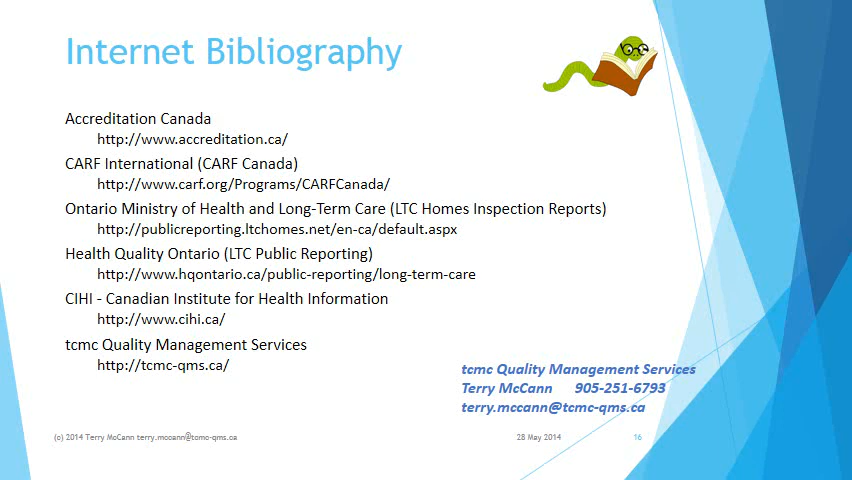 Internet Bibliography
Accreditation Canada
http://www.accreditation.ca/
CARF International (CARF Canada)
http://www.carf.org/Programs/CARFCanada/
Ontario Ministry of Health and Long-Term Care (LTC Homes Inspection Reports)
http://publicreporting.ltchomes.net/en-ca/default.aspx
Health Quality Ontario (LTC Public Reporting)
http://www.hqontario.ca/public-reporting/long-term-care
CIHI - Canadian Institute for Health Information
http://www.cihi.ca/
tcmc Quality Management Services
http://tcmc-qms.ca/
tcmc Quality Management Services
Terry McCann 905-251-6793
terry.mccann@tcmc-qms.ca
(c) 2014 Terry McCann terry.mccann@tcmc-qms.ca 28 May 2014 16